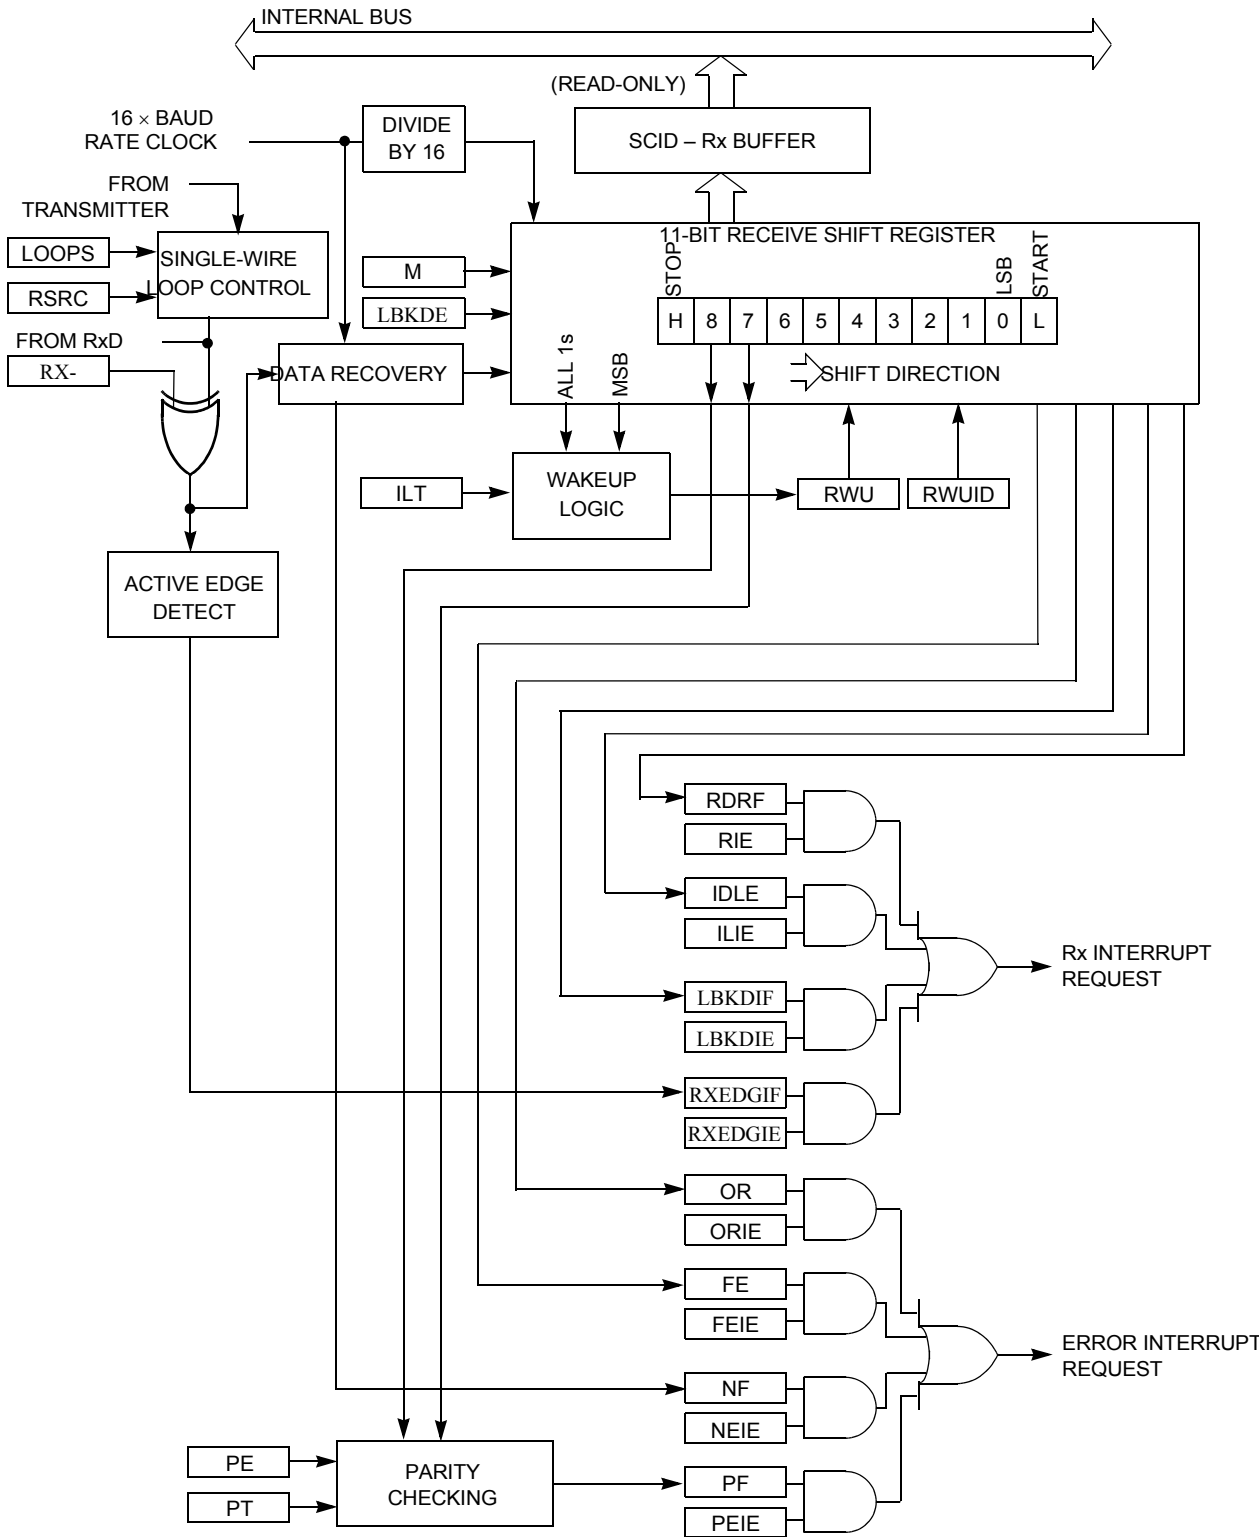 INTERNAL BUS
(READ-ONLY)
16 × BAUD
RATE CLOCK
DIVIDE
BY 16
SCID – Rx BUFFER
FROM
TRANSMITTER
11-BIT RECEIVE SHIFT REGISTER
LOOPS
SINGLE-WIRE
LOOP CONTROL
RSRC
M
LBKDE
STOP
LSB
START
H 8 7 6 5 4 3 2 1 0 L
FROM RxD
RX-
DATA RECOVERY
ALL 1s
MSB
SHIFT DIRECTION
ILT
WAKEUP
LOGIC
RWU
RWUID
ACTIVE EDGE
DETECT
RDRF
RIE
IDLE
ILIE
Rx INTERRUPT
REQUEST
LBKDIF
LBKDIE
RXEDGIF
RXEDGIE
OR
ORIE
FE
FEIE
ERROR INTERRUPT
REQUEST
NF
NEIE
PE
PT
PARITY
CHECKING
PF
PEIE